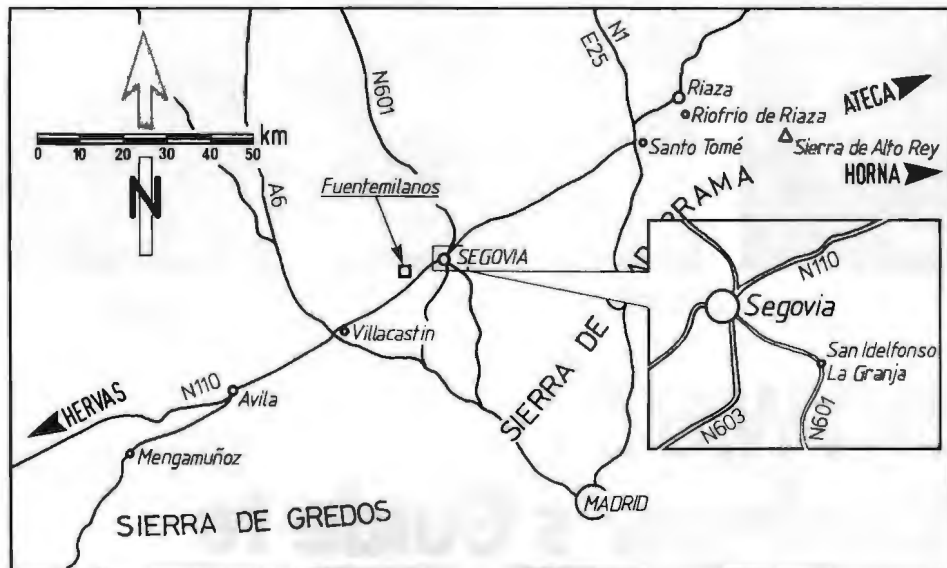 N601
N1
E25
Riaza
Riofrio de Riaza
ATECA
km
0 10 20 30 40 50
Santo Tomé
Sierra de Alto Rey
HORNA
N
A6
Fuentemilanos
SEGOVIA
SIERRA DE
RAMA
N110
Segovia
Villacastin
San Idelfonso
La Granja
N110
HERVAS
Avila
N603
N601
Mengamuñoz
MADRID
SIERRA DE GREDOS